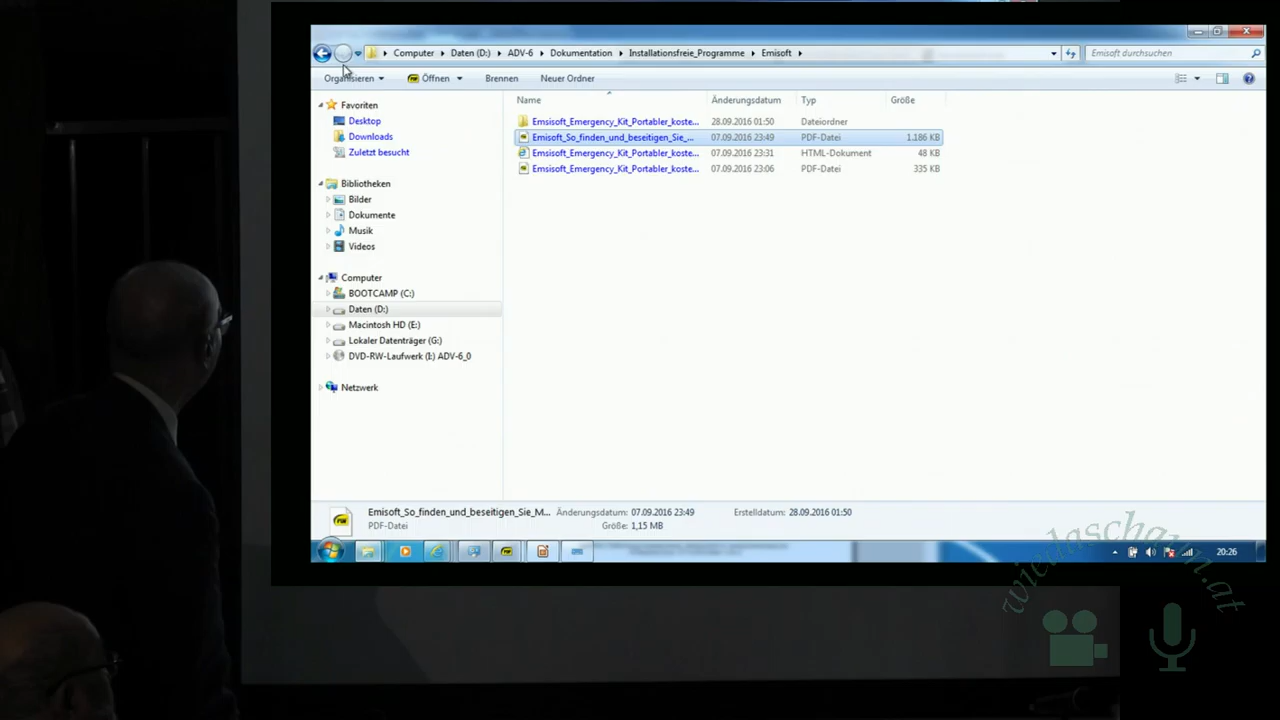 Computer ▸ Daten (D:) ▸ ADV-6 ▸ Dokumentation ▸ Installationsfreie_Programme ▸ Emisoft ▸
Emisoft durchsuchen
Organisieren Öffnen Brennen Neuer Ordner
Name Änderungsdatum Typ Größe
Emsisoft_Emergency_Kit_Portabler_koste... 28.09.2016 01:50 Dateiordner
Emisoft_So_finden_und_beseitigen_Sie_... 07.09.2016 23:49 PDF-Datei 1.186 KB
Emsisoft_Emergency_Kit_Portabler_koste... 07.09.2016 23:31 HTML-Dokument 48 KB
Emsisoft_Emergency_Kit_Portabler_koste... 07.09.2016 23:06 PDF-Datei 335 KB
Favoriten
Desktop
Downloads
Zuletzt besucht
Bibliotheken
Bilder
Dokumente
Musik
Videos
Computer
BOOTCAMP (C:)
Daten (D:)
Macintosh HD (E:)
Lokaler Datenträger (G:)
DVD-RW-Laufwerk (I:) ADV-6_0
Netzwerk
Emisoft_So_finden_und_beseitigen_Sie_M... Änderungsdatum: 07.09.2016 23:49 Erstelldatum: 28.09.2016 01:50
PDF-Datei Größe: 1,15 MB
20:26
wiedaschaun.at